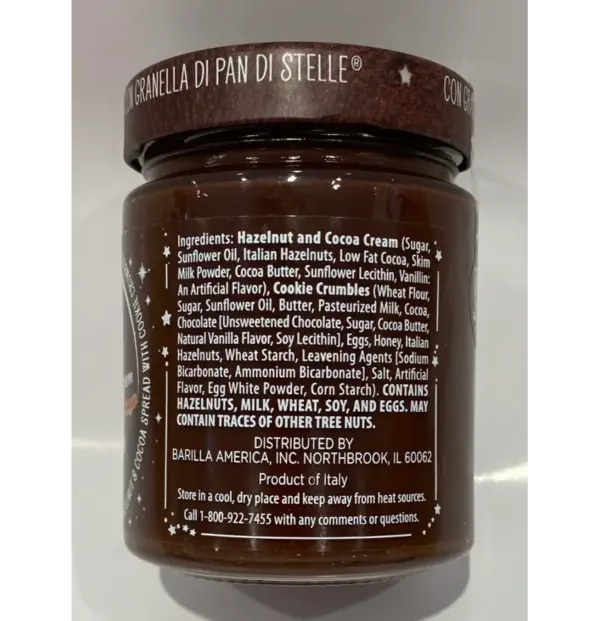 CON GRANELLA DI PAN DI STELLE®
CON
Ingredients: Hazelnut and Cocoa Cream (Sugar,
Sunflower Oil, Italian Hazelnuts, Low Fat Cocoa, Skim
Milk Powder, Cocoa Butter, Sunflower Lecithin, Vanillin:
An Artificial Flavor), Cookie Crumbles (Wheat Flour,
Sugar, Sunflower Oil, Butter, Pasteurized Milk, Cocoa,
Chocolate [Unsweetened Chocolate, Sugar, Cocoa Butter,
Natural Vanilla Flavor, Soy Lecithin], Eggs, Honey, Italian
Hazelnuts, Wheat Starch, Leavening Agents [Sodium
Bicarbonate, Ammonium Bicarbonate], Salt, Artificial
Flavor, Egg White Powder, Corn Starch). CONTAINS
HAZELNUTS, MILK, WHEAT, SOY, AND EGGS. MAY
CONTAIN TRACES OF OTHER TREE NUTS.
DISTRIBUTED BY
BARILLA AMERICA, INC. NORTHBROOK, IL 60062
Product of Italy
Store in a cool, dry place and keep away from heat sources.
Call 1-800-922-7455 with any comments or questions.
COCOA SPREAD WITH COOKIE